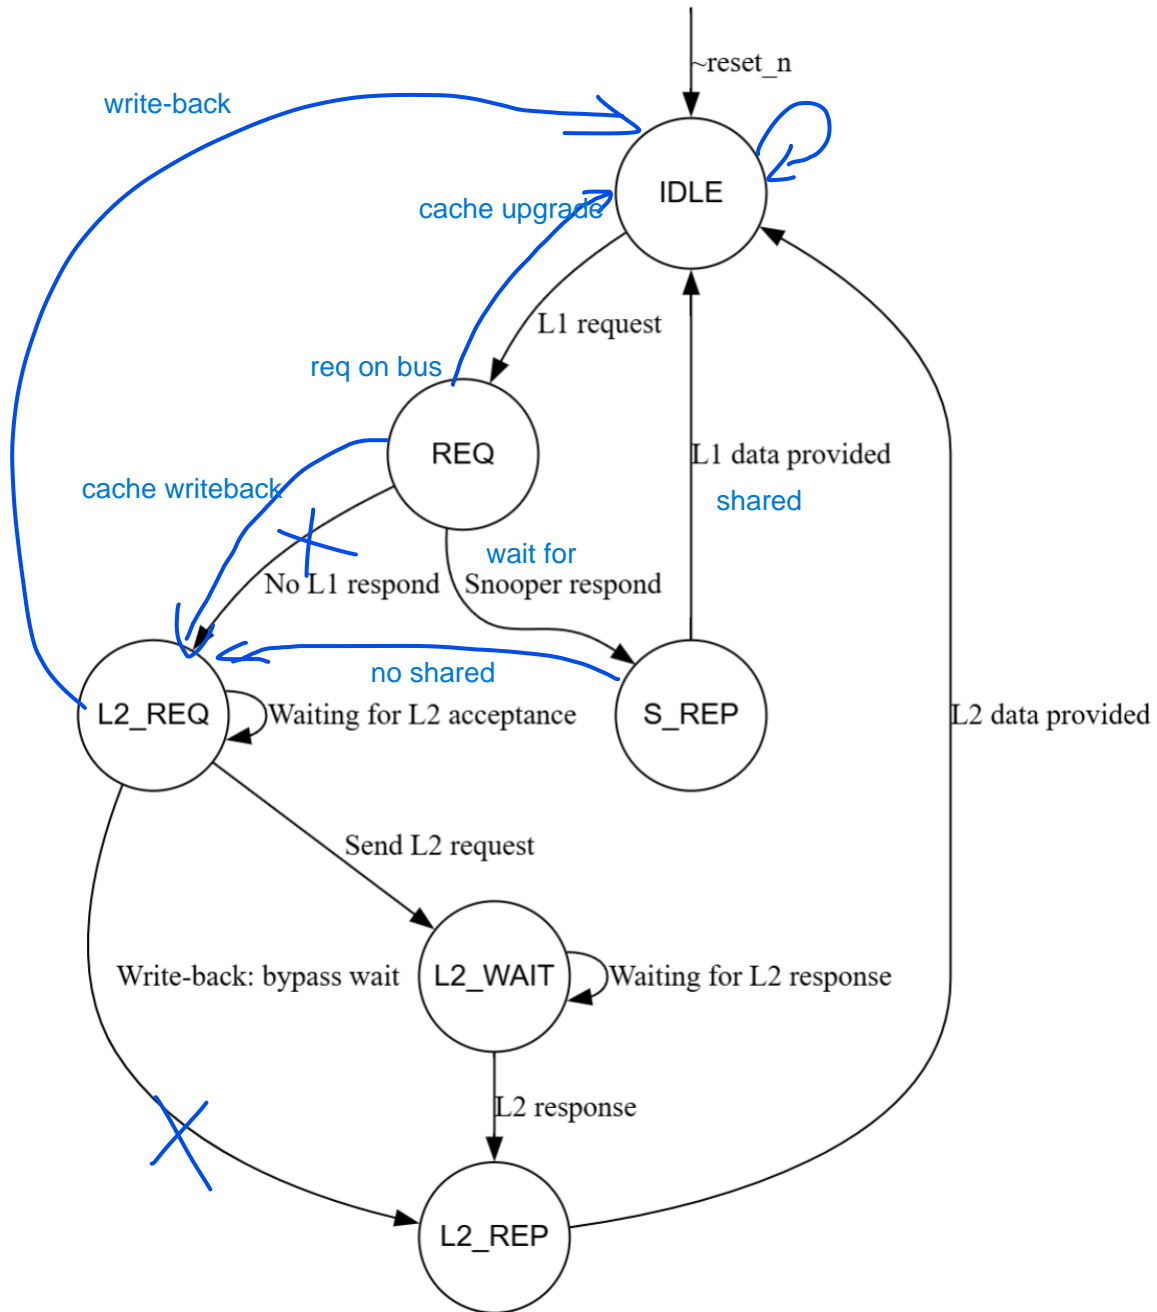 ~reset_n
write-back
IDLE
cache upgrade
L1 request
req on bus
REQ
L1 data provided
cache writeback
shared
wait for
No L1 respond
Snooper respond
no shared
L2_REQ
Waiting for L2 acceptance
S_REP
L2 data provided
Send L2 request
Write-back: bypass wait
L2_WAIT
Waiting for L2 response
L2 response
L2_REP